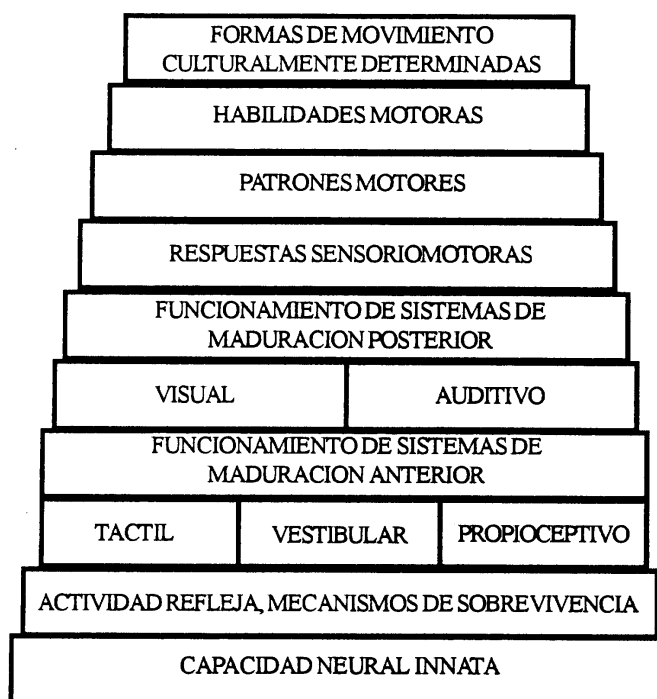 FORMAS DE MOVIMIENTO
CULTURALMENTE DETERMINADAS
HABILIDADES MOTORAS
PATRONES MOTORES
RESPUESTAS SENSORIOMOTORAS
FUNCIONAMIENTO DE SISTEMAS DE
MADURACION POSTERIOR
VISUAL
AUDITIVO
FUNCIONAMIENTO DE SISTEMAS DE
MADURACION ANTERIOR
TACTIL
VESTIBULAR
PROPIOCEPTIVO
ACTIVIDAD REFLEJA, MECANISMOS DE SOBREVIVENCIA
CAPACIDAD NEURAL INNATA